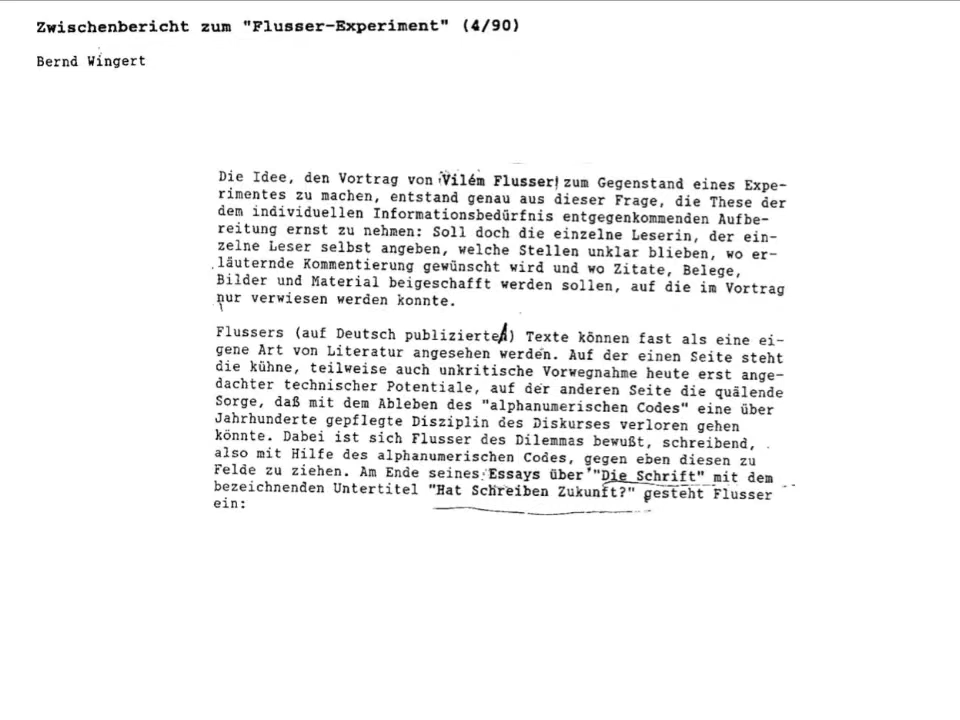 Zwischenbericht zum "Flusser-Experiment" (4/90)
Bernd Wingert
Die Idee, den Vortrag von Vilém Flusser zum Gegenstand eines Expe-
rimentes zu machen, entstand genau aus dieser Frage, die These der
dem individuellen Informationsbedürfnis entgegenkommenden Aufbe-
reitung ernst zu nehmen: Soll doch die einzelne Leserin, der ein-
zelne Leser selbst angeben, welche Stellen unklar blieben, wo er-
läuternde Kommentierung gewünscht wird und wo Zitate, Belege,
Bilder und Material beigeschafft werden sollen, auf die im Vortrag
nur verwiesen werden konnte.
Flussers (auf Deutsch publizierten) Texte können fast als eine ei-
gene Art von Literatur angesehen werden. Auf der einen Seite steht
die kühne, teilweise auch unkritische Vorwegnahme heute erst ange-
dachter technischer Potentiale, auf der anderen Seite die quälende
Sorge, daß mit dem Ableben des "alphanumerischen Codes" eine über
Jahrhunderte gepflegte Disziplin des Diskurses verloren gehen
könnte. Dabei ist sich Flusser des Dilemmas bewußt, schreibend,
also mit Hilfe des alphanumerischen Codes, gegen eben diesen zu
Felde zu ziehen. Am Ende seines Essays über "Die Schrift" mit dem
bezeichnenden Untertitel "Hat Schreiben Zukunft?" gesteht Flusser
ein: